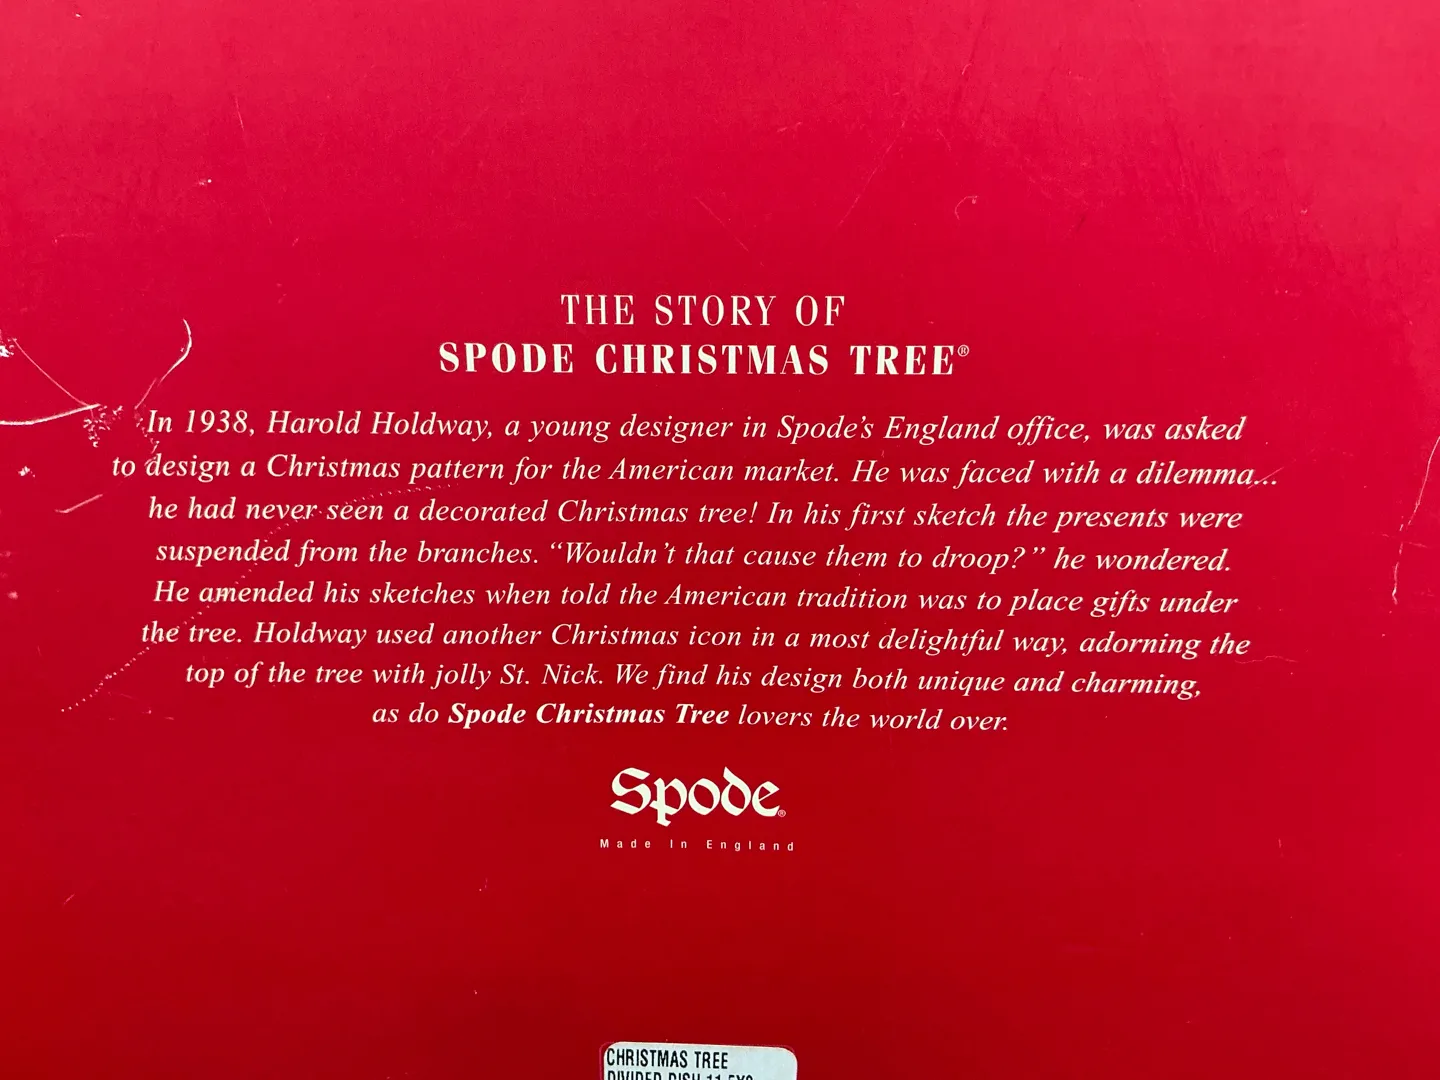 THE STORY OF
SPODE CHRISTMAS TREE®
In 1938, Harold Holdway, a young designer in Spode's England office, was asked
to design a Christmas pattern for the American market. He was faced with a dilemma...
he had never seen a decorated Christmas tree! In his first sketch the presents were
suspended from the branches. “Wouldn't that cause them to droop?” he wondered.
He amended his sketches when told the American tradition was to place gifts under
the tree. Holdway used another Christmas icon in a most delightful way, adorning the
top of the tree with jolly St. Nick. We find his design both unique and charming,
as do Spode Christmas Tree lovers the world over.
Spode®
Made In England
CHRISTMAS TREE
DIVIDED DISH